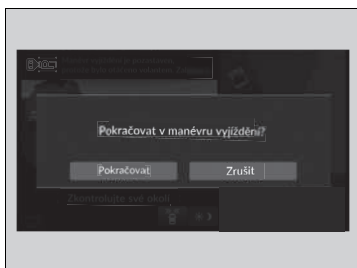 Pokračovat v manévru vyjíždění?
Pokračovat
Zrušit
Zkontrolujte své okolí